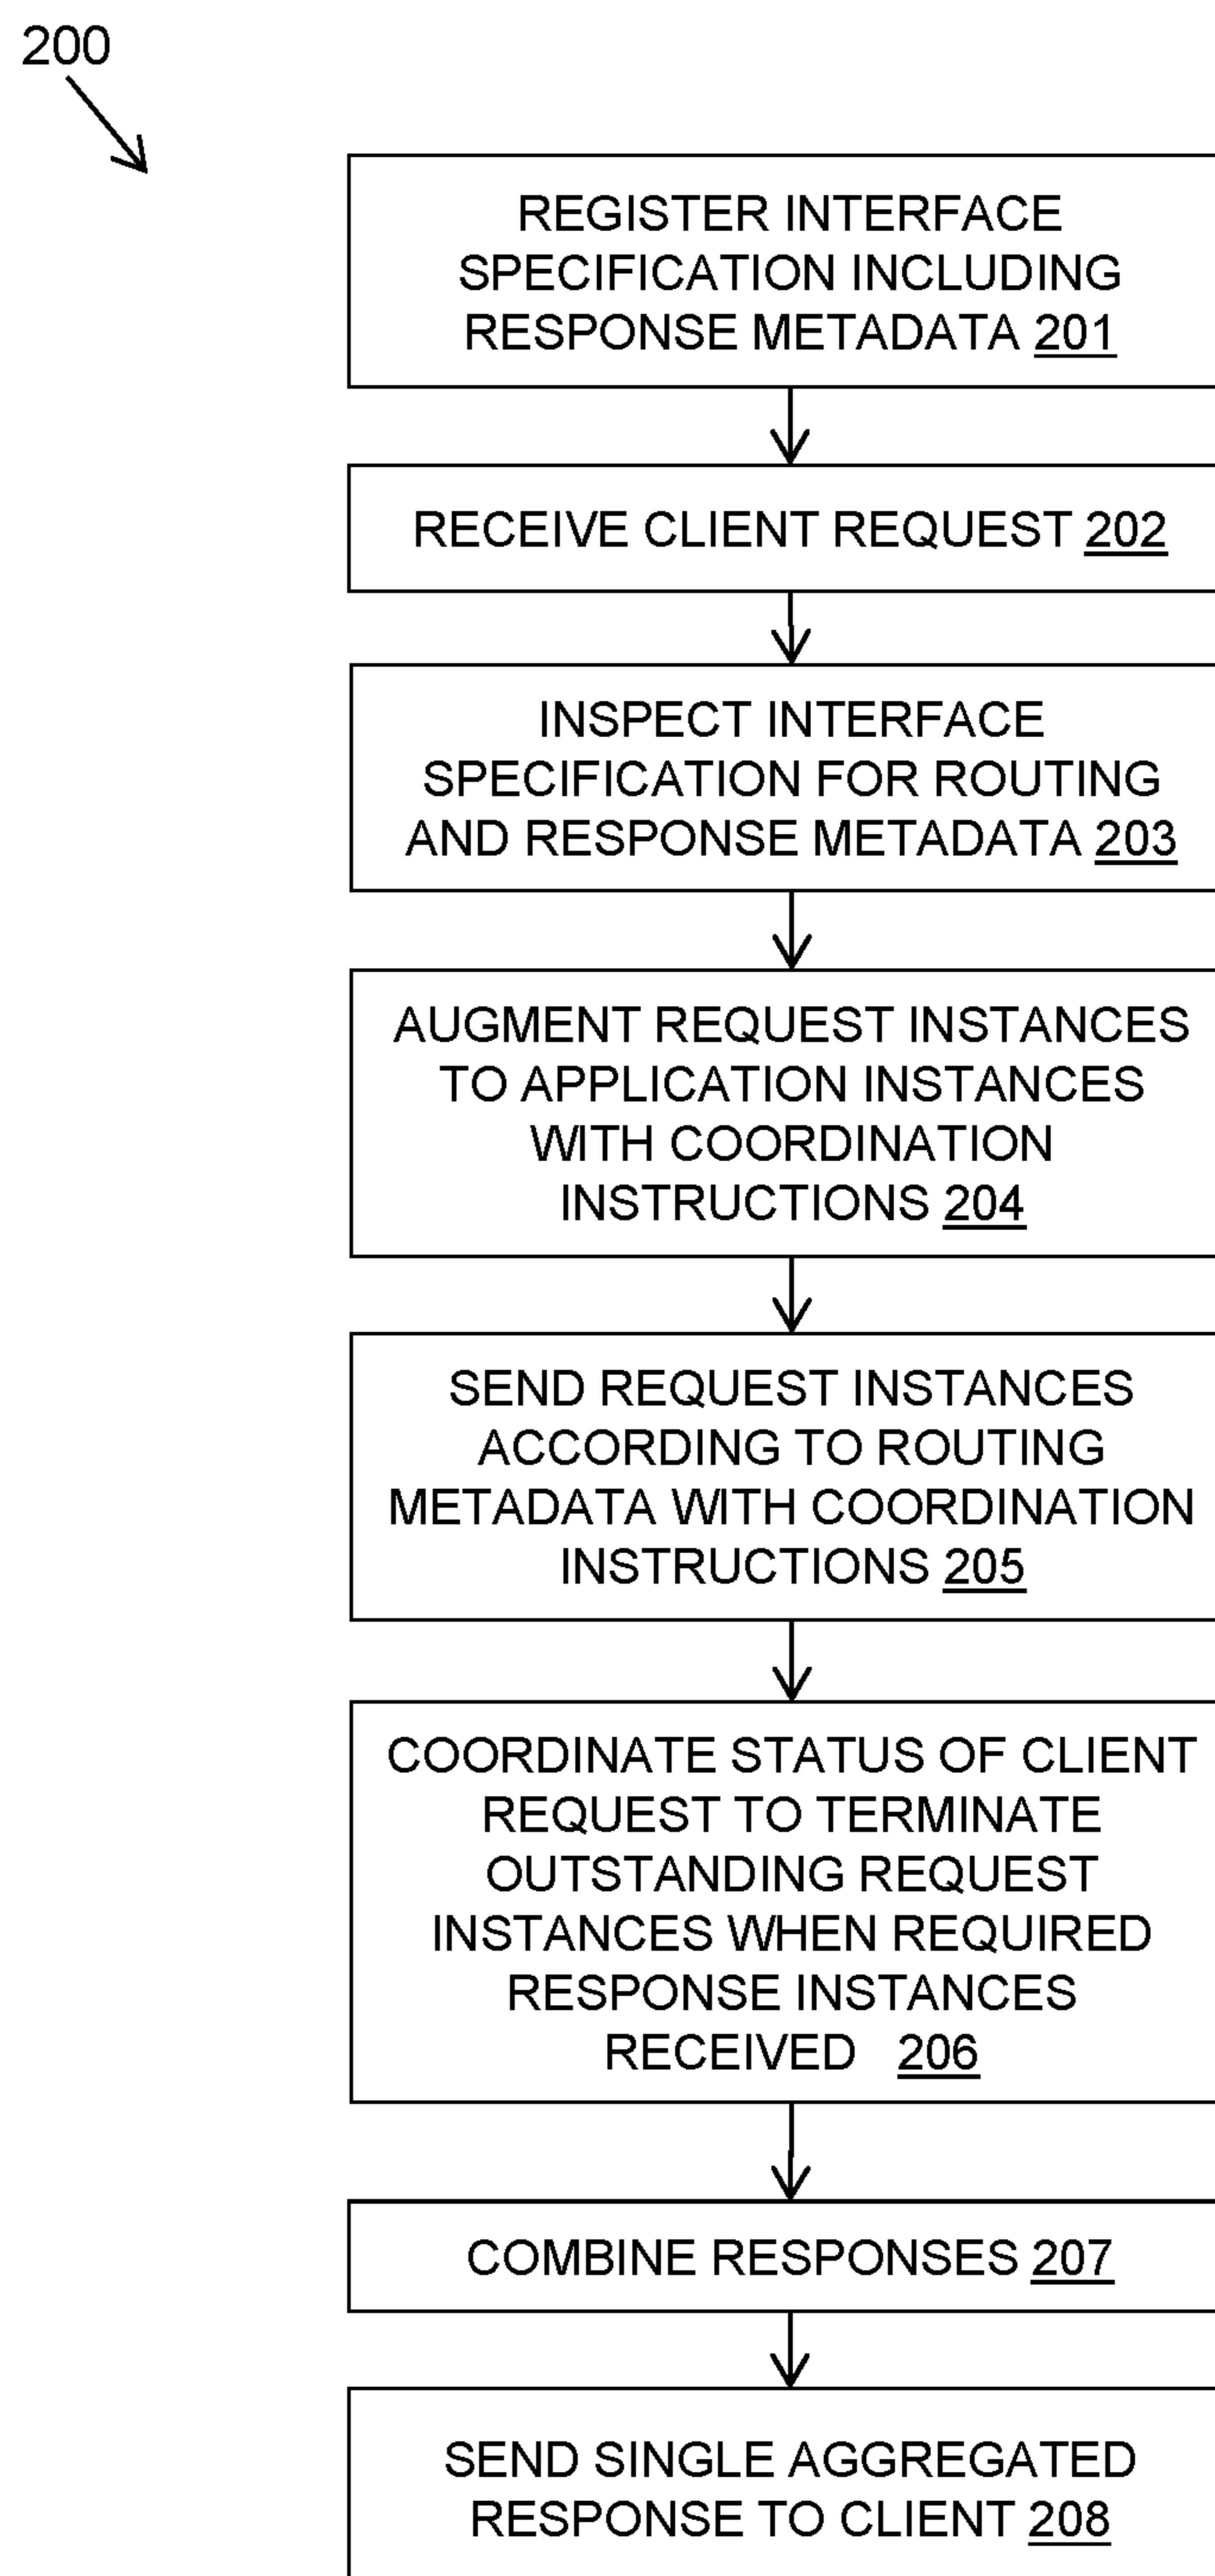 200
REGISTER INTERFACE
SPECIFICATION INCLUDING
RESPONSE METADATA 201
RECEIVE CLIENT REQUEST 202
INSPECT INTERFACE
SPECIFICATION FOR ROUTING
AND RESPONSE METADATA 203
AUGMENT REQUEST INSTANCES
TO APPLICATION INSTANCES
WITH COORDINATION
INSTRUCTIONS 204
SEND REQUEST INSTANCES
ACCORDING TO ROUTING
METADATA WITH COORDINATION
INSTRUCTIONS 205
COORDINATE STATUS OF CLIENT
REQUEST TO TERMINATE
OUTSTANDING REQUEST
INSTANCES WHEN REQUIRED
RESPONSE INSTANCES
RECEIVED 206
COMBINE RESPONSES 207
SEND SINGLE AGGREGATED
RESPONSE TO CLIENT 208